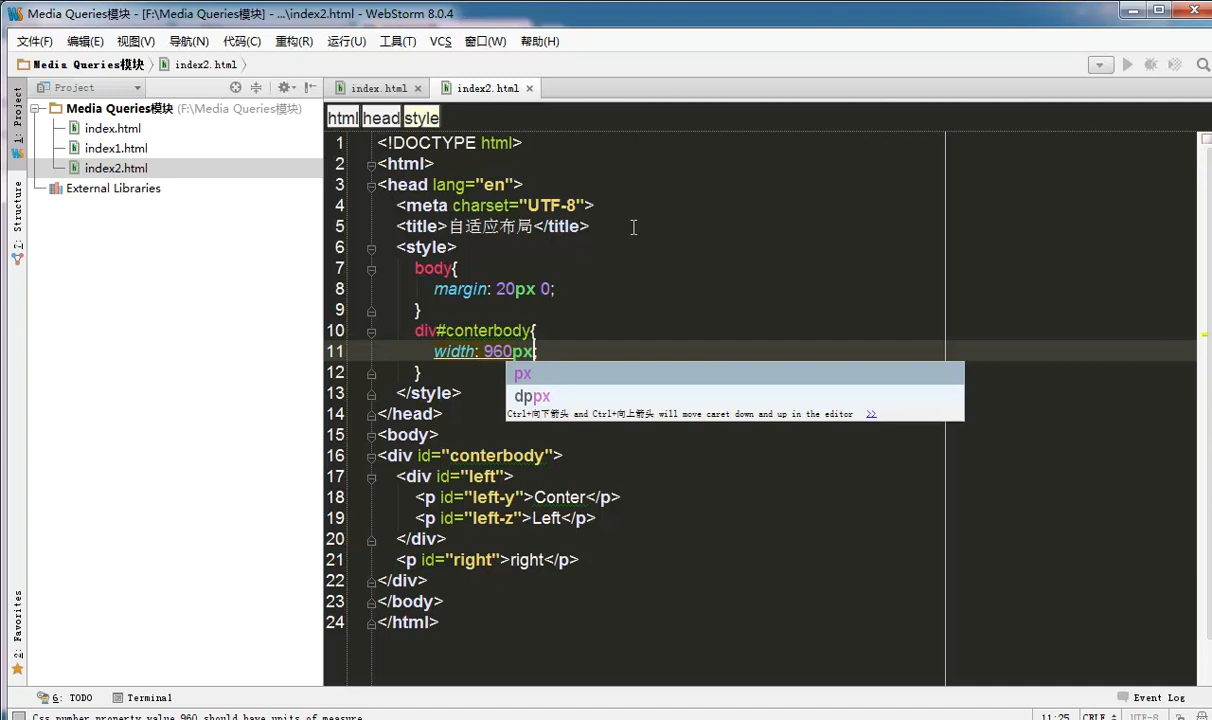 Media Queries模块 - [F:\Media Queries模块] - ...\index2.html - WebStorm 8.0.4
文件(F) 编辑(E) 视图(V) 导航(N) 代码(C) 重构(R) 运行(U) 工具(T) VCS 窗口(W) 帮助(H)
Media Queries模块 index2.html
Project index.html index2.html
1: Project
Media Queries模块 (F:\Media Queries模块)
index.html
index1.html
index2.html
External Libraries
7: Structure
2: Favorites
html head style
1 <!DOCTYPE html>
2 <html>
3 <head lang="en">
4 <meta charset="UTF-8">
5 <title>自适应布局</title>
6 <style>
7 body{
8 margin: 20px 0;
9 }
10 div#conterbody{
11 width: 960px;
px
dppx
Ctrl+向下箭头 and Ctrl+向上箭头 will move caret down and up in the editor >>
12 }
13 </style>
14 </head>
15 <body>
16 <div id="conterbody">
17 <div id="left">
18 <p id="left-y">Conter</p>
19 <p id="left-z">Left</p>
20 </div>
21 <p id="right">right</p>
22 </div>
23 </body>
24 </html>
6: TODO Terminal Event Log
Css number property value 960 should have units of measure 11:25 CRLF UTF-8